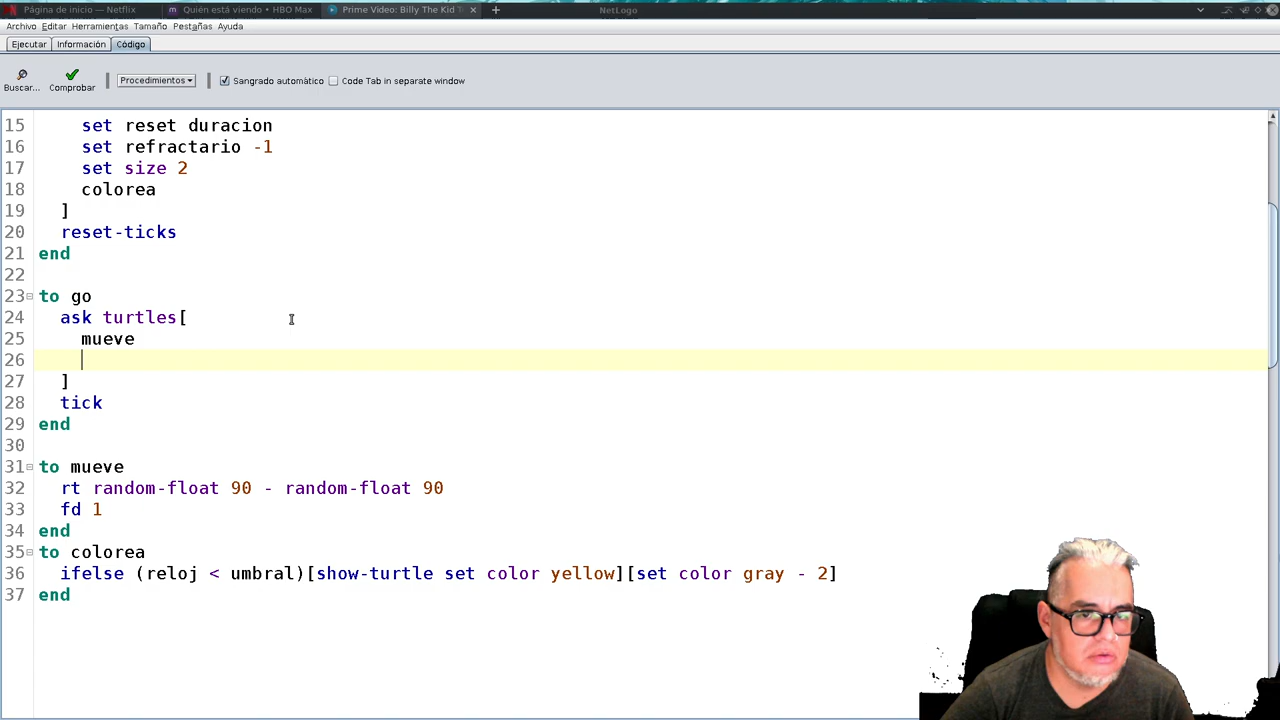 Página de inicio — Netflix
Quién está viendo • HBO Max
Prime Video: Billy The Kid
NetLogo
Archivo Editar Herramientas Tamaño Pestañas Ayuda
Ejecutar Información Código
Buscar... Comprobar Procedimientos Sangrado automático Code Tab in separate window
15 set reset duracion
16 set refractario -1
17 set size 2
18 colorea
19 ]
20 reset-ticks
21 end
22
23 to go
24 ask turtles[
25 mueve
26
27 ]
28 tick
29 end
30
31 to mueve
32 rt random-float 90 - random-float 90
33 fd 1
34 end
35 to colorea
36 ifelse (reloj < umbral)[show-turtle set color yellow][set color gray - 2]
37 end